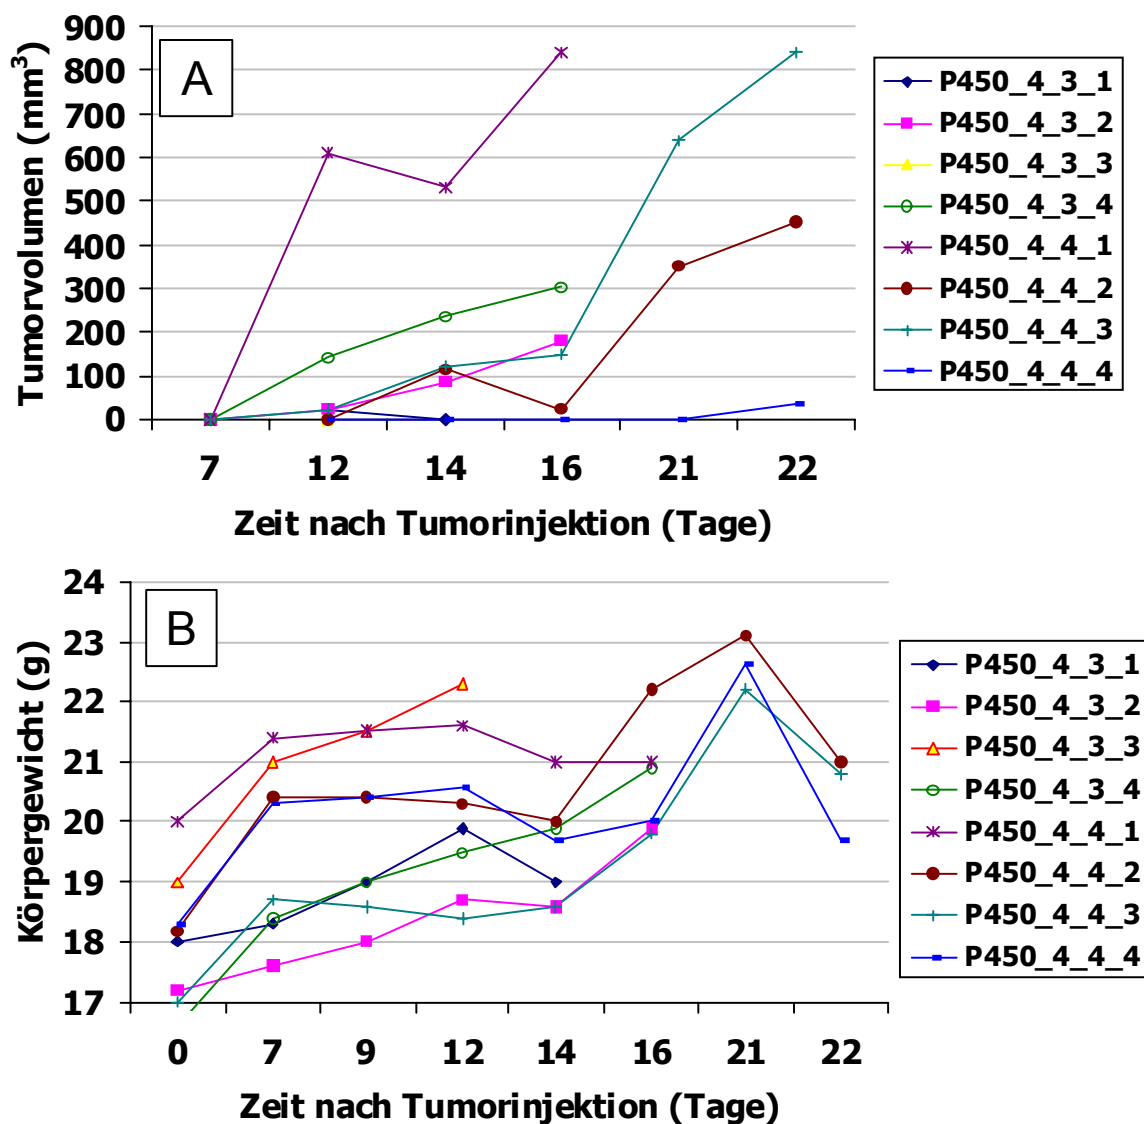 A
Tumorvolumen (mm³)
900
800
700
600
500
400
300
200
100
0
7 12 14 16 21 22
Zeit nach Tumorinjektion (Tage)
P450_4_3_1
P450_4_3_2
P450_4_3_3
P450_4_3_4
P450_4_4_1
P450_4_4_2
P450_4_4_3
P450_4_4_4
B
Körpergewicht (g)
24
23
22
21
20
19
18
17
0 7 9 12 14 16 21 22
Zeit nach Tumorinjektion (Tage)
P450_4_3_1
P450_4_3_2
P450_4_3_3
P450_4_3_4
P450_4_4_1
P450_4_4_2
P450_4_4_3
P450_4_4_4